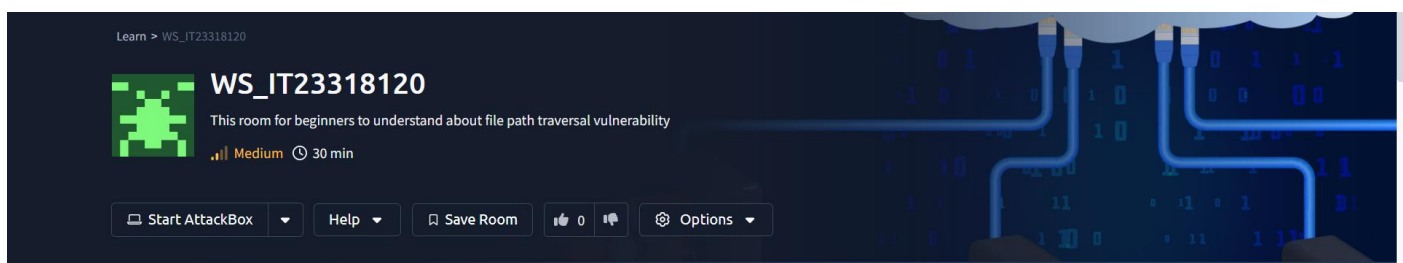 Learn > WS_IT23318120
WS_IT23318120
This room for beginners to understand about file path traversal vulnerability
Medium 30 min
Start AttackBox Help Save Room 0 Options